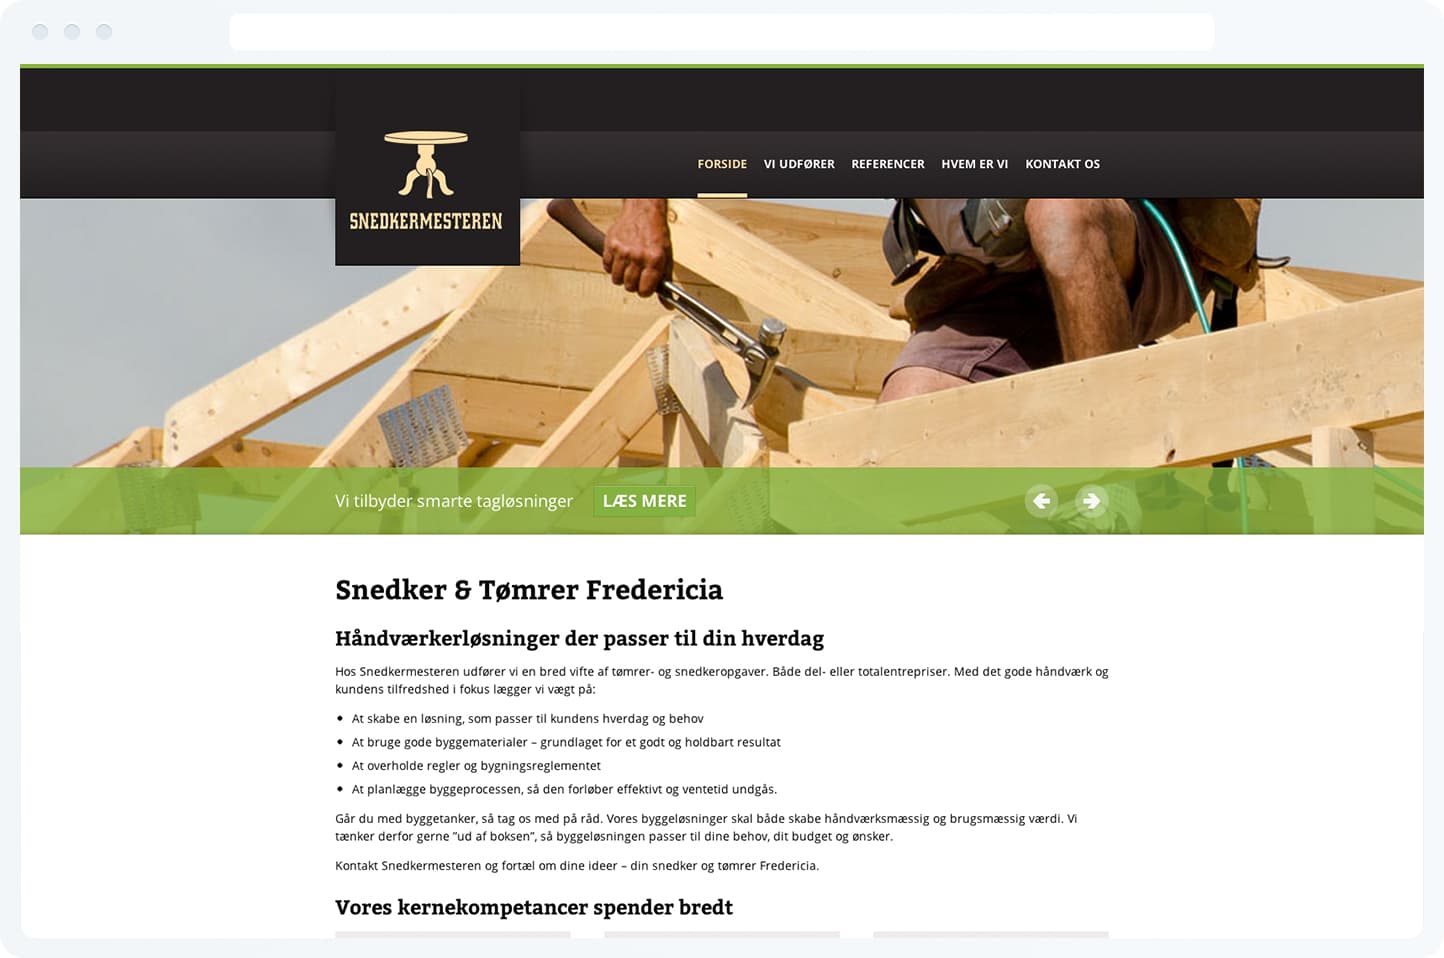 SNEDKERMESTEREN
FORSIDE VI UDFØRER REFERENCER HVEM ER VI KONTAKT OS
Vi tilbyder smarte tagløsninger LÆS MERE
Snedker & Tømrer Fredericia
Håndværkerløsninger der passer til din hverdag
Hos Snedkermesteren udfører vi en bred vifte af tømrer- og snedkeropgaver. Både del- eller totalentrepriser. Med det gode håndværk og
kundens tilfredshed i fokus lægger vi vægt på:
At skabe en løsning, som passer til kundens hverdag og behov
At bruge gode byggematerialer – grundlaget for et godt og holdbart resultat
At overholde regler og bygningsreglementet
At planlægge byggeprocessen, så den forløber effektivt og ventetid undgås.
Går du med byggetanker, så tag os med på råd. Vores byggeløsninger skal både skabe håndværksmæssig og brugsmæssig værdi. Vi
tænker derfor gerne ”ud af boksen”, så byggeløsningen passer til dine behov, dit budget og ønsker.
Kontakt Snedkermesteren og fortæl om dine ideer – din snedker og tømrer Fredericia.
Vores kernekompetancer spender bredt